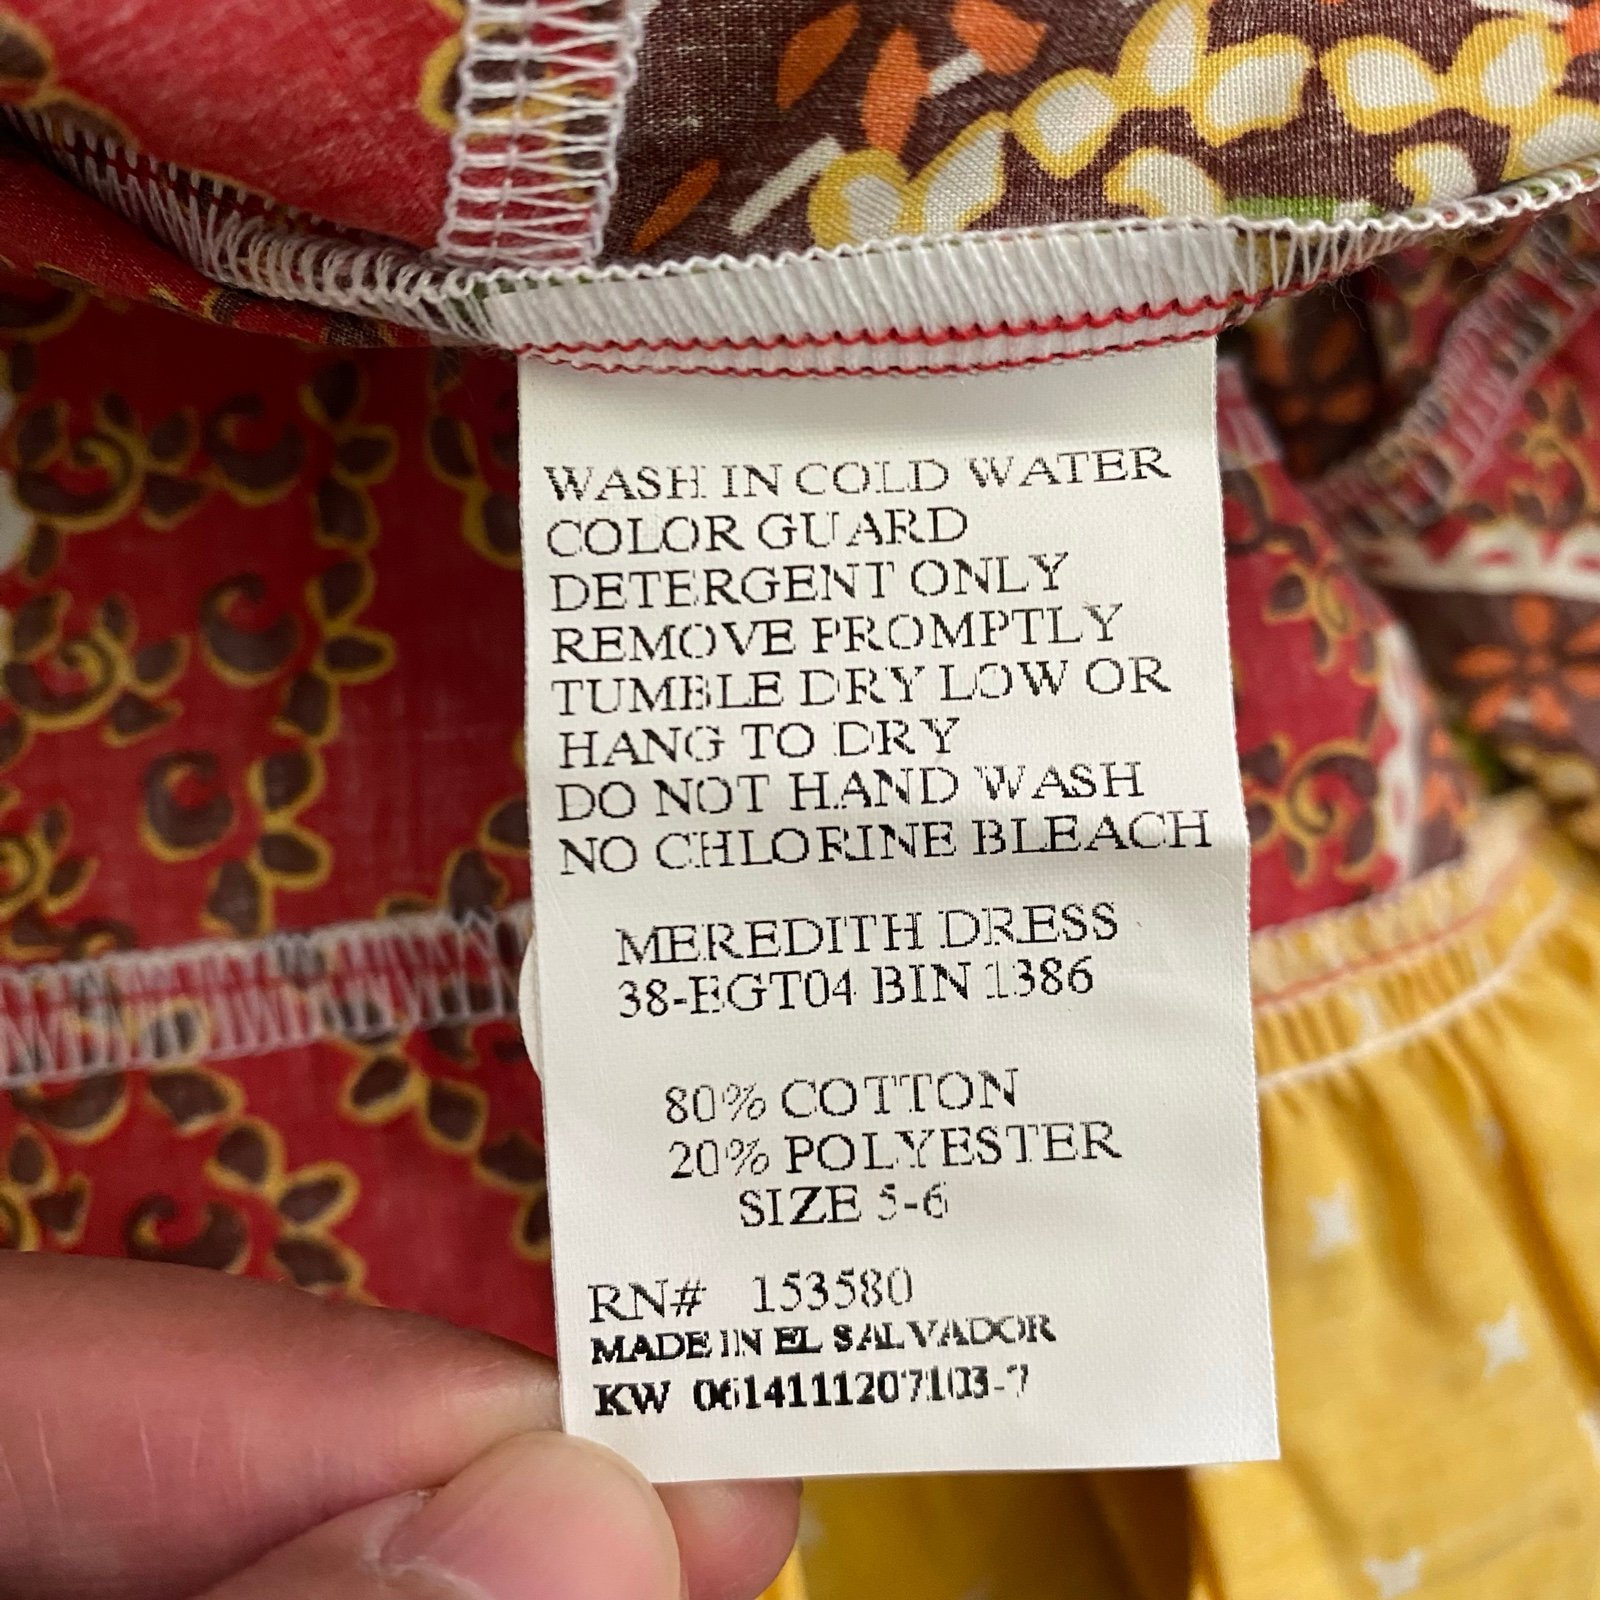 WASH IN COLD WATER
COLOR GUARD
DETERGENT ONLY
REMOVE PROMPTLY
TUMBLE DRY LOW OR
HANG TO DRY
DO NOT HAND WASH
NO CHLORINE BLEACH
MEREDITH DRESS
38-EGT04 BIN 1386
80% COTTON
20% POLYESTER
SIZE 5-6
RN# 153580
MADE IN EL SALVADOR
KW